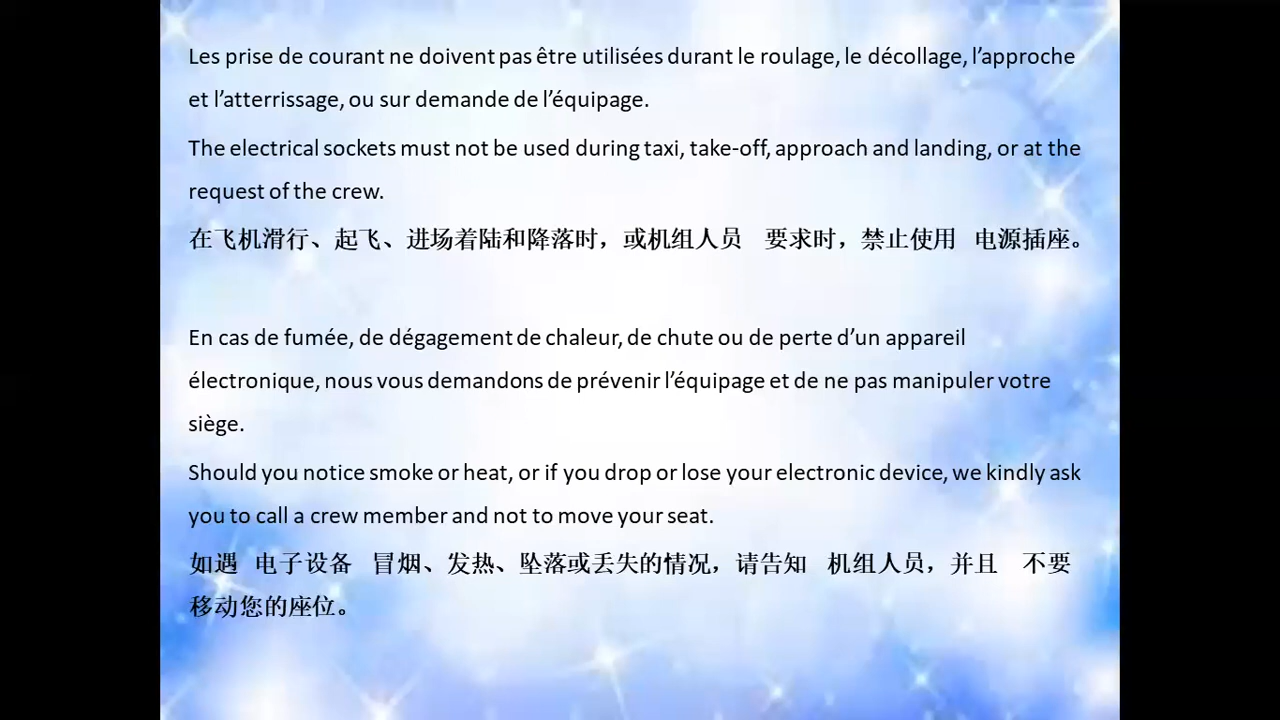 Les prise de courant ne doivent pas être utilisées durant le roulage, le décollage, l’approche
et l’atterrissage, ou sur demande de l’équipage.
The electrical sockets must not be used during taxi, take-off, approach and landing, or at the
request of the crew.
在飞机滑行、起飞、进场着陆和降落时，或机组人员 要求时，禁止使用 电源插座。
En cas de fumée, de dégagement de chaleur, de chute ou de perte d’un appareil
électronique, nous vous demandons de prévenir l’équipage et de ne pas manipuler votre
siège.
Should you notice smoke or heat, or if you drop or lose your electronic device, we kindly ask
you to call a crew member and not to move your seat.
如遇 电子设备 冒烟、发热、坠落或丢失的情况，请告知 机组人员，并且 不要
移动您的座位。